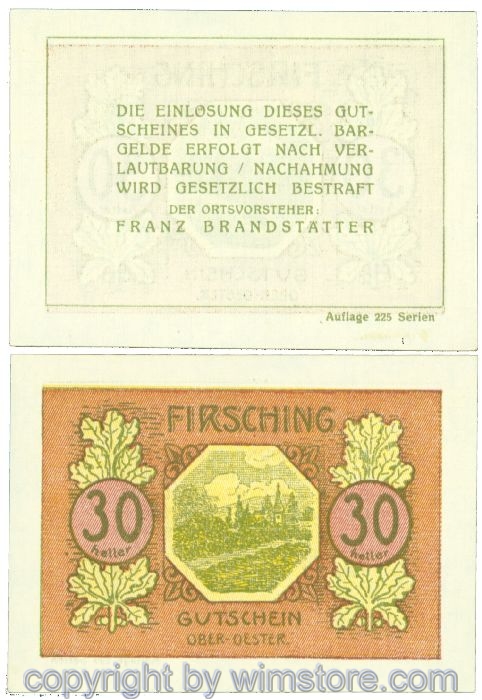 DIE EINLÖSUNG DIESES GUT-
SCHEINES IN GESETZL. BAR-
GELDE ERFOLGT NACH VER-
LAUTBARUNG / NACHAHMUNG
WIRD GESETZLICH BESTRAFT
DER ORTSVORSTEHER:
FRANZ BRANDSTÄTTER
Auflage 225 Serien
FIRSCHING
30 30
heller heller
GUTSCHEIN
OBER-OESTER.
copyright by wimstore.com